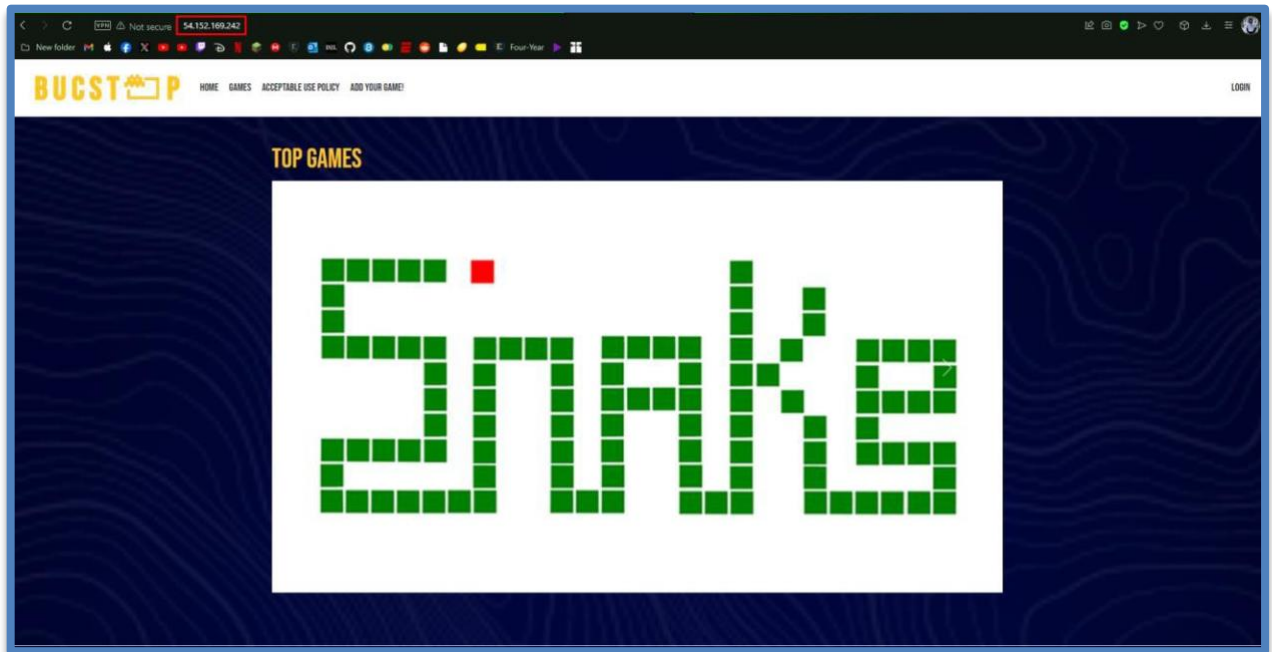 VPN Not secure 54.152.169.242
New folder Four-Year
BUCSTOP HOME GAMES ACCEPTABLE USE POLICY ADD YOUR GAME! LOGIN
TOP GAMES
Snake